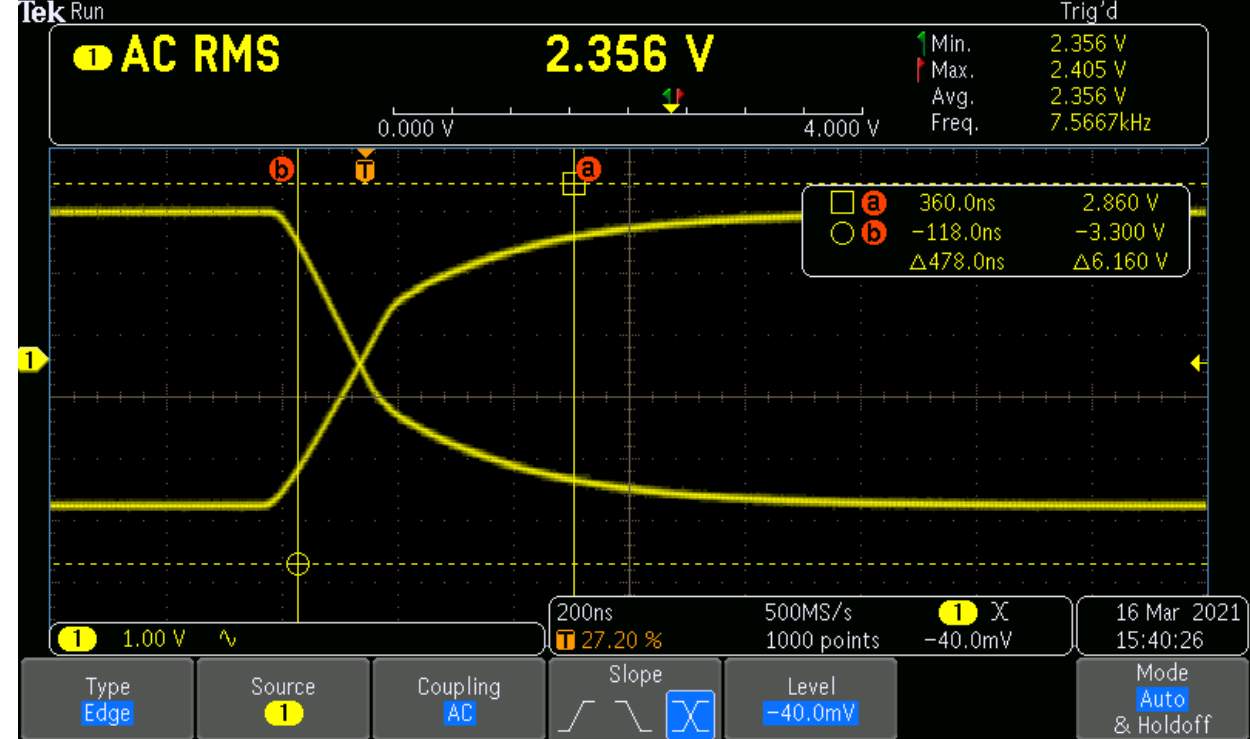 Tek Run Trig'd
1 AC RMS 2.356 V
Min. 2.356 V
Max. 2.405 V
Avg. 2.356 V
Freq. 7.5667kHz
0.000 V 4.000 V
b T a
a 360.0ns 2.860 V
b −118.0ns −3.300 V
△478.0ns △6.160 V
1
1 1.00 V
200ns 500MS/s 1
T 27.20 % 1000 points −40.0mV
16 Mar 2021
15:40:26
Type
Edge
Source
1
Coupling
AC
Slope
Level
−40.0mV
Mode
Auto
& Holdoff